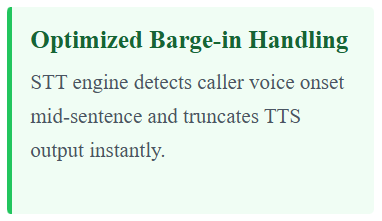 Optimized Barge-in Handling
STT engine detects caller voice onset
mid-sentence and truncates TTS
output instantly.